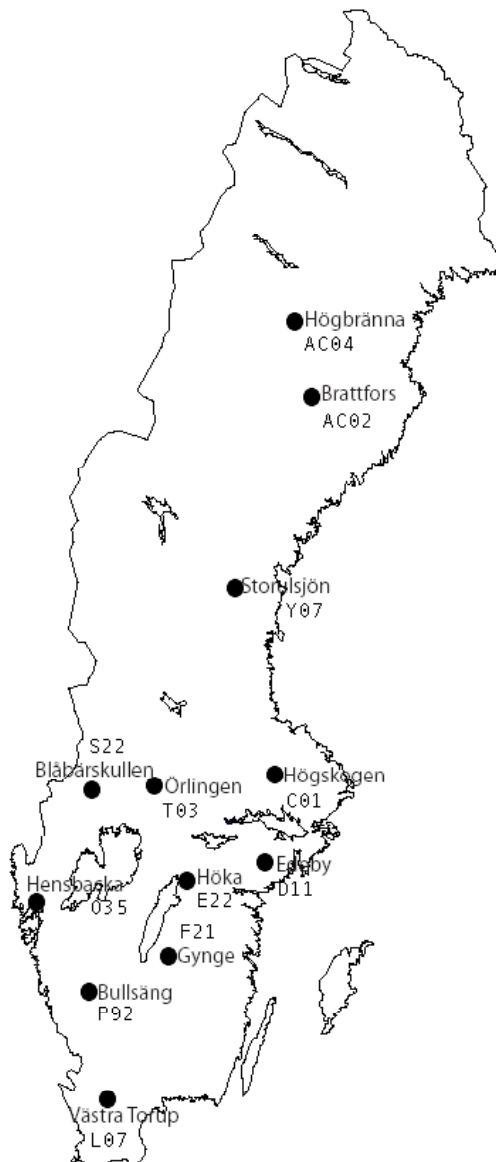 Högbränna
AC04
Brattfors
AC02
Storulsjön
Y07
S22
Blåbärskullen
Örlingen
T03
Högskogen
C01
Edeby
D11
Höka
E22
Hensbacka
O35
F21
Gynge
Bullsäng
P92
Västra Torup
L07